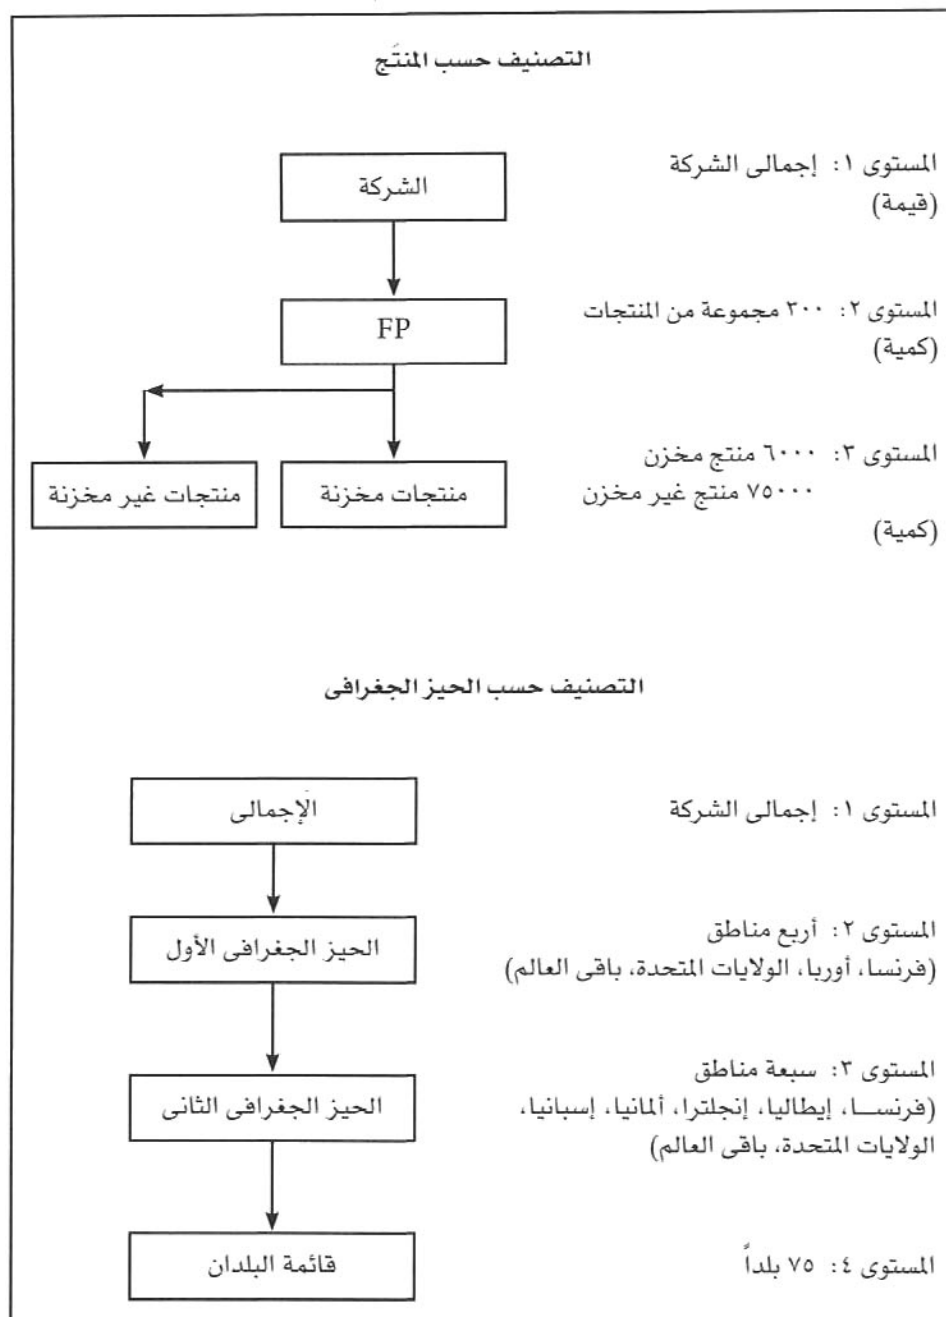 التصنيف حسب المنتَج
المستوى ١: إجمالى الشركة
(قيمة)
الشركة
المستوى ٢: ٣٠٠ مجموعة من المنتجات
(كمية)
FP
المستوى ٣: ٦٠٠٠ منتج مخزن
٧٥٠٠٠ منتج غير مخزن
(كمية)
منتجات مخزنة
منتجات غير مخزنة
التصنيف حسب الحيز الجغرافى
المستوى ١: إجمالى الشركة
الإجمالى
المستوى ٢: أربع مناطق
(فرنسا، أوربا، الولايات المتحدة، باقى العالم)
الحيز الجغرافى الأول
المستوى ٣: سبعة مناطق
(فرنسـا، إيطاليا، إنجلترا، ألمانيا، إسبانيا،
الولايات المتحدة، باقى العالم)
الحيز الجغرافى الثانى
المستوى ٤: ٧٥ بلداً
قائمة البلدان